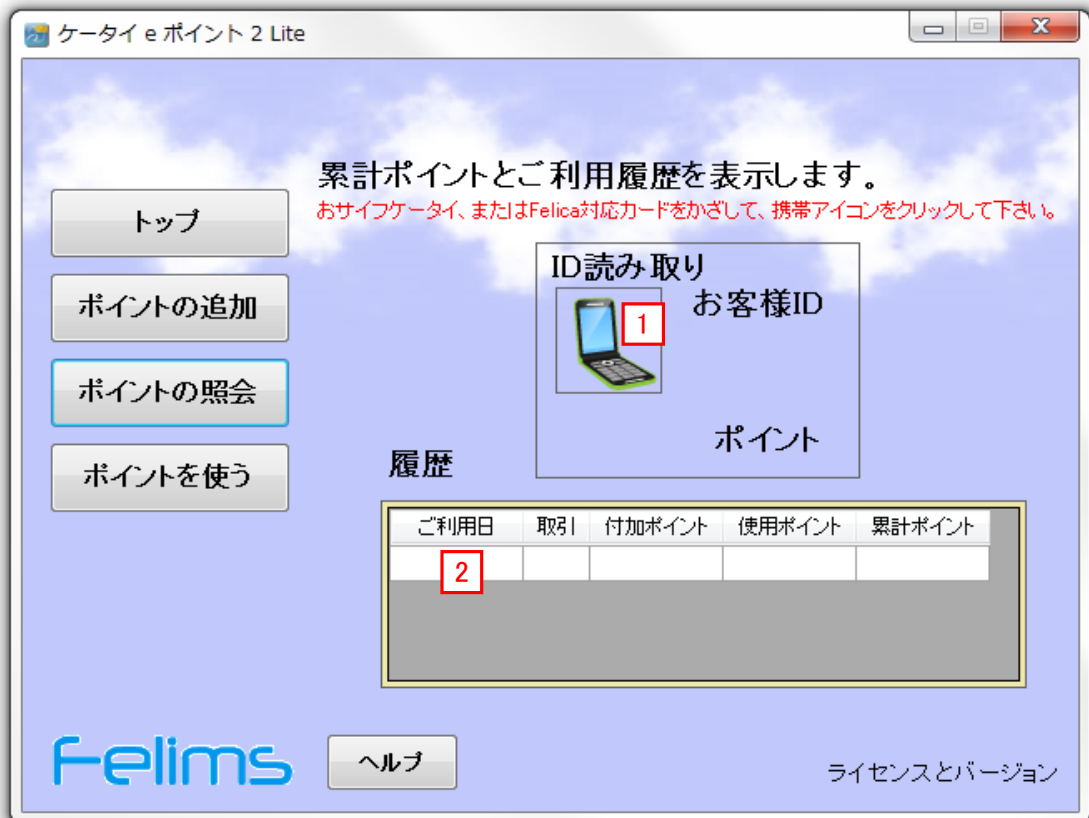 ケータイ e ポイント 2 Lite
累計ポイントとご利用履歴を表示します。
おサイフケータイ、またはFelica対応カードをかざして、携帯アイコンをクリックして下さい。
トップ
ポイントの追加
ポイントの照会
ポイントを使う
ID読み取り
1
お客様ID
ポイント
履歴
ご利用日 取引 付加ポイント 使用ポイント 累計ポイント
2
Felims
ヘルプ
ライセンスとバージョン